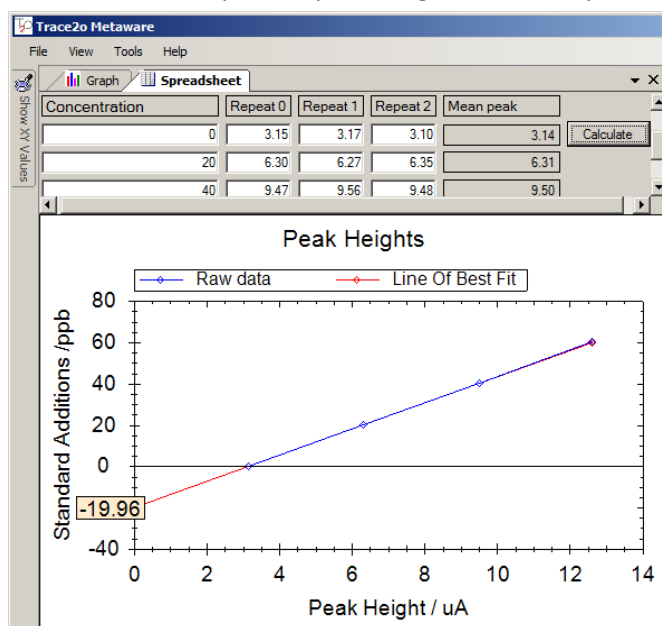 Trace2o Metaware
File View Tools Help
Graph Spreadsheet
Show XY Values
Concentration Repeat 0 Repeat 1 Repeat 2 Mean peak
0 3.15 3.17 3.10 3.14 Calculate
20 6.30 6.27 6.35 6.31
40 9.47 9.56 9.48 9.50
Peak Heights
Raw data Line Of Best Fit
80
60
40
20
0
-19.96
-40
Standard Additions /ppb
0 2 4 6 8 10 12 14
Peak Height / uA